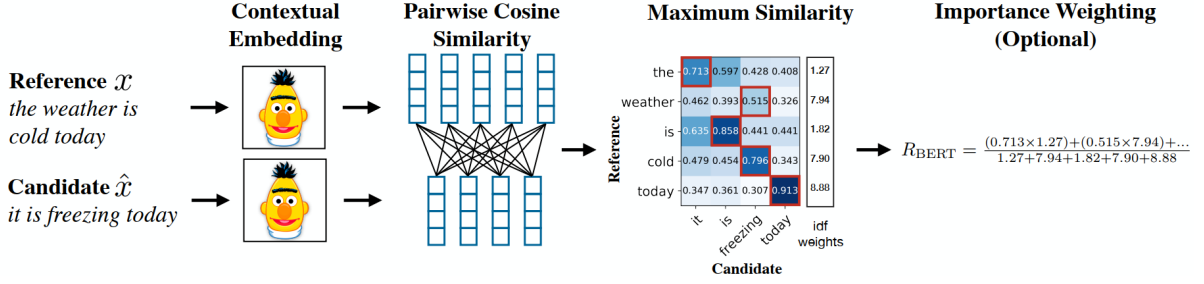 Contextual
Embedding
Pairwise Cosine
Similarity
Maximum Similarity
Importance Weighting
(Optional)
Reference x
the weather is
cold today
Candidate x̂
it is freezing today
Reference
the 0.713 0.597 0.428 0.408 1.27
weather 0.462 0.393 0.515 0.326 7.94
is 0.635 0.858 0.441 0.441 1.82
cold 0.479 0.454 0.796 0.343 7.90
today 0.347 0.361 0.307 0.913 8.88
it is freezing today
idf
weights
Candidate
R_BERT = (0.713×1.27)+(0.515×7.94)+... / 1.27+7.94+1.82+7.90+8.88